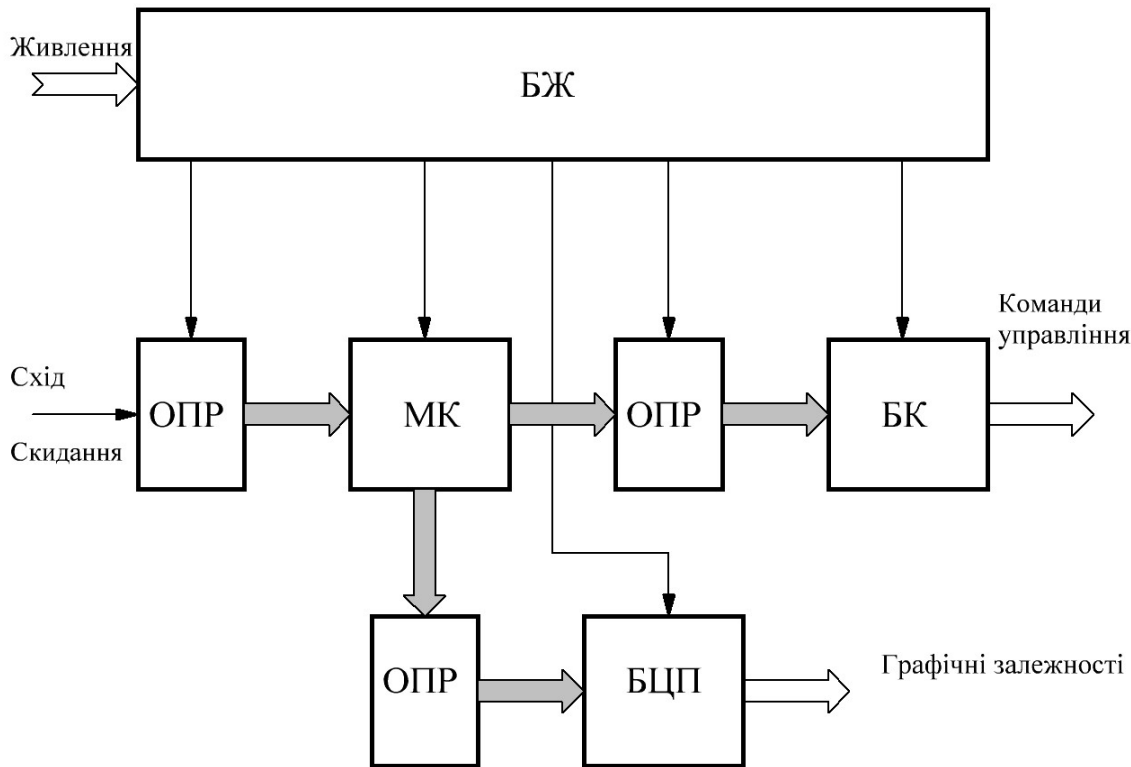 Живлення
БЖ
Команди
управління
Схід
ОПР
МК
ОПР
БК
Скидання
ОПР
БЦП
Графічні залежності